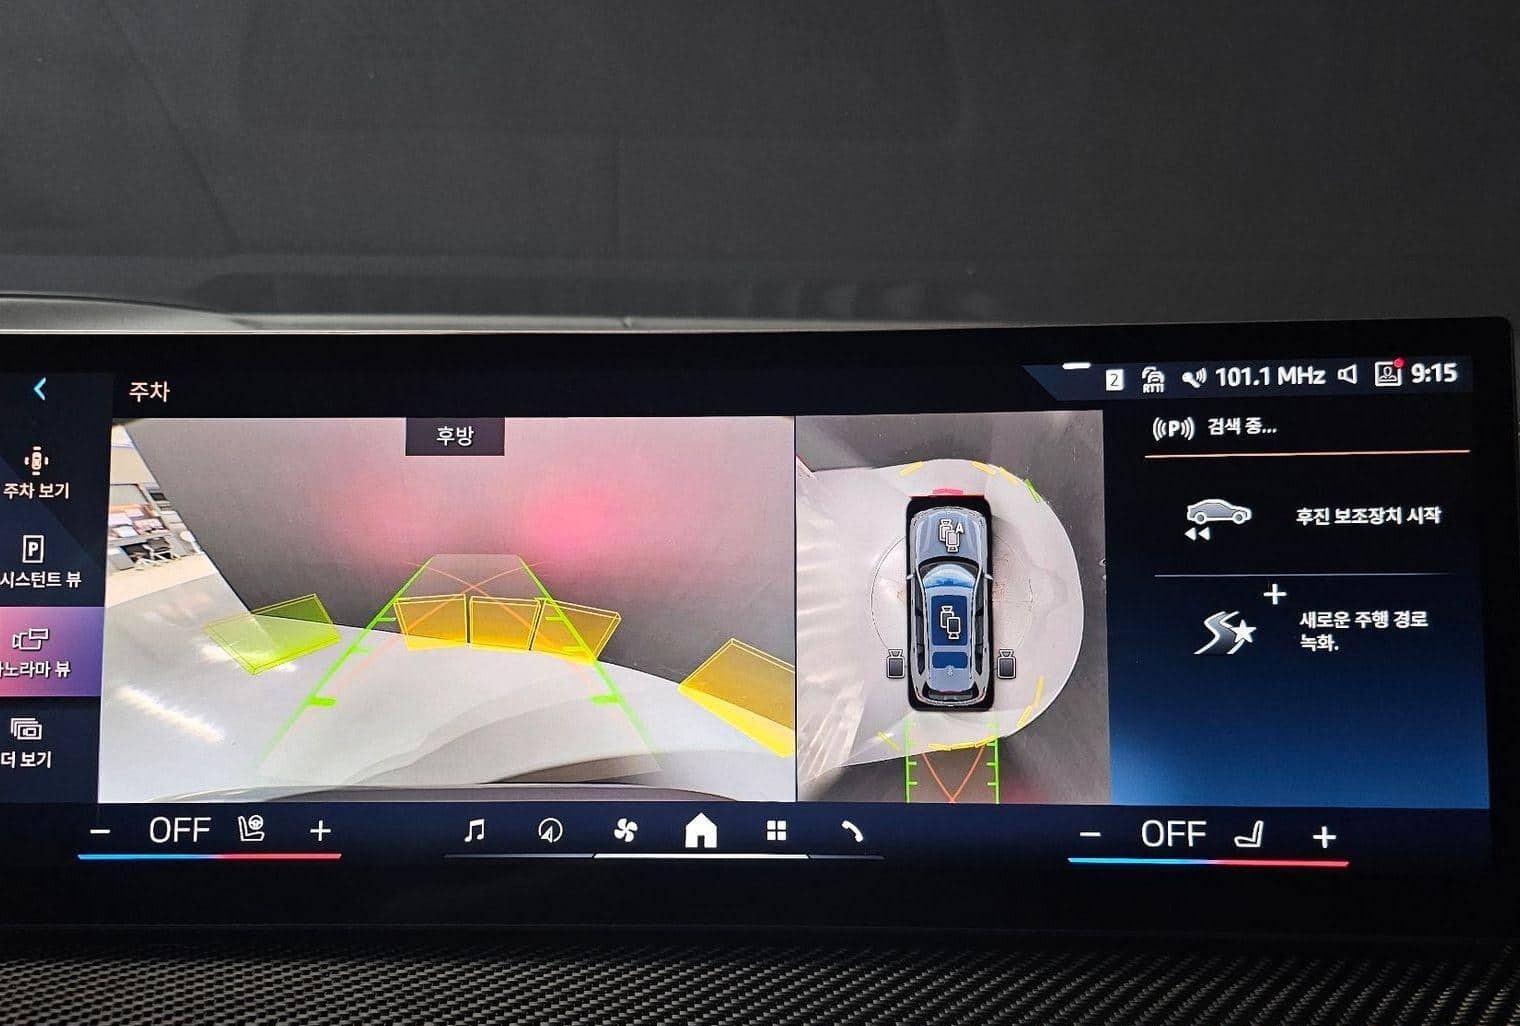 주차
2
RTTI
101.1 MHz
9:15
후방
((P)) 검색 중...
주차 보기
P
시스턴트 뷰
노라마 뷰
더 보기
A
후진 보조장치 시작
새로운 주행 경로
녹화.
− OFF +
− OFF +